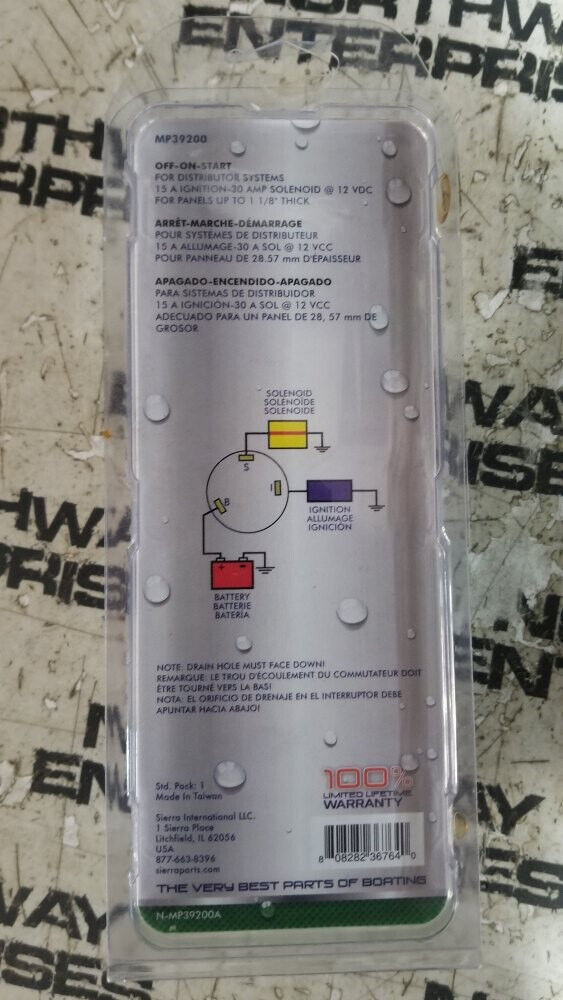 NORTHWAY
ENTERPRISES
MP39200
OFF-ON-START
FOR DISTRIBUTOR SYSTEMS
15 A IGNITION-30 AMP SOLENOID @ 12 VDC
FOR PANELS UP TO 1 1/8" THICK
ARRÊT-MARCHE-DÉMARRAGE
POUR SYSTEMES DE DISTRIBUTEUR
15 A ALLUMAGE-30 A SOL @ 12 VCC
POUR PANNEAU DE 28.57 mm D'ÉPAISSEUR
APAGADO-ENCENDIDO-APAGADO
PARA SISTEMAS DE DISTRIBUIDOR
15 A IGNICIÓN-30 A SOL @ 12 VCC
ADECUADO PARA UN PANEL DE 28, 57 mm DE
GROSOR
SOLENOID
SOLÉNOÏDE
SOLENOIDE
S
I
B
IGNITION
ALLUMAGE
IGNICIÓN
+ -
BATTERY
BATTERIE
BATERIA
NOTE: DRAIN HOLE MUST FACE DOWN!
REMARQUE: LE TROU D'ÉCOULEMENT DU COMMUTATEUR DOIT
ÊTRE TOURNÉ VERS LA BAS!
NOTA: EL ORIFICIO DE DRENAJE EN EL INTERRUPTOR DEBE
APUNTAR HACIA ABAJO!
100%
LIMITED LIFETIME
WARRANTY
Std. Pack: 1
Made In Taiwan
Sierra International LLC.
1 Sierra Place
Litchfield, IL 62056
USA
877-663-8396
sierraparts.com
8 08282 36764 0
THE VERY BEST PARTS OF BOATING
N-MP39200A